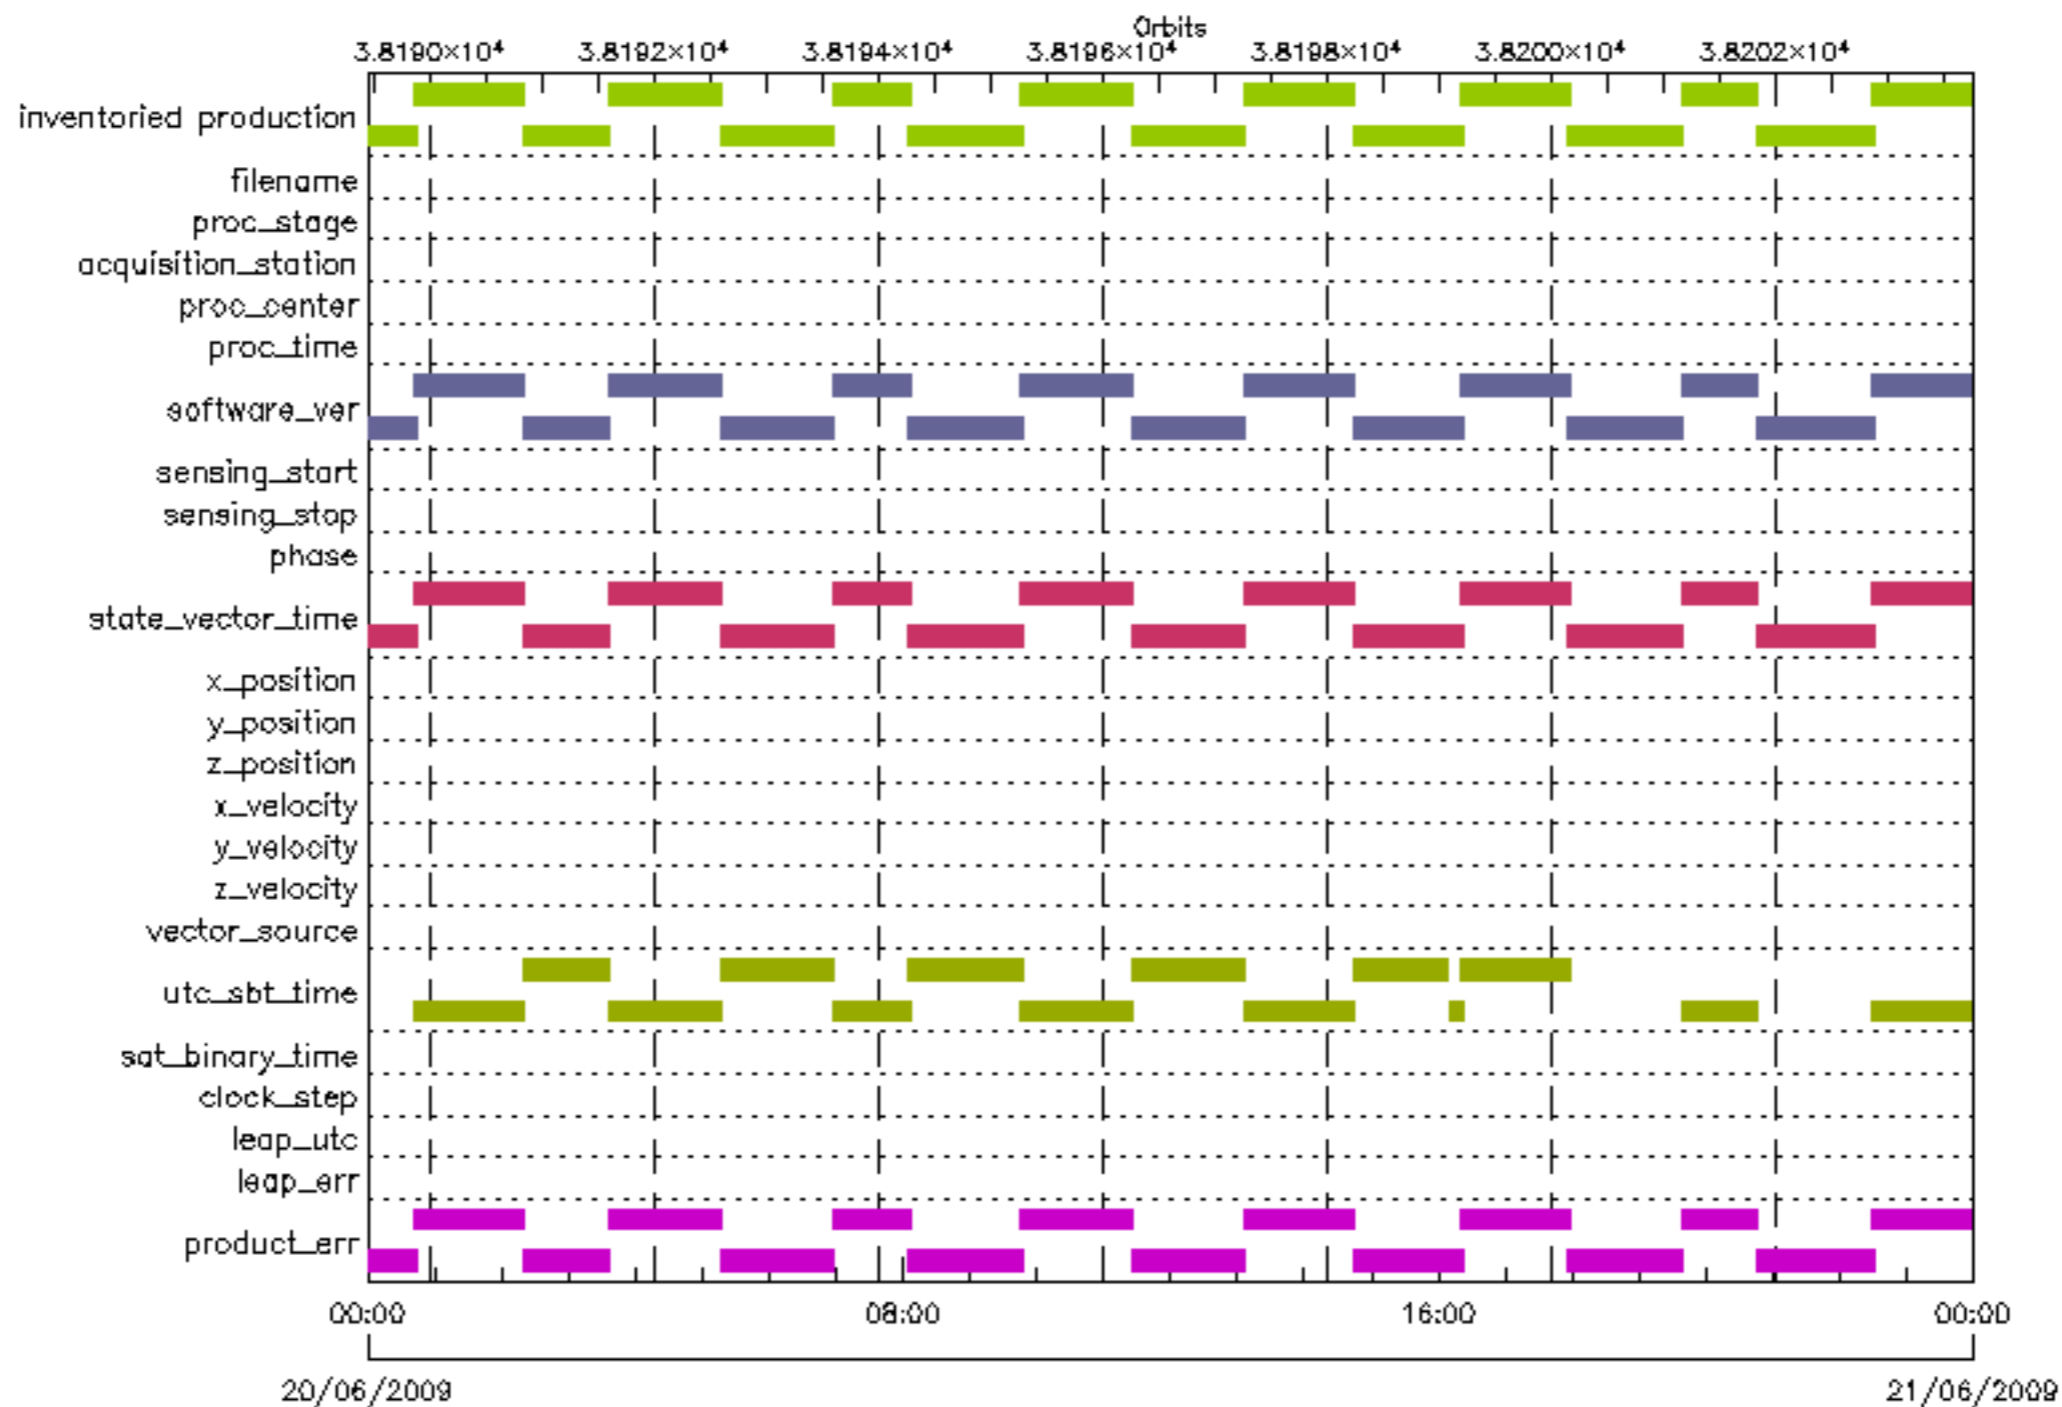 Orbits
3.8190×10⁴ 3.8192×10⁴ 3.8194×10⁴ 3.8196×10⁴ 3.8198×10⁴ 3.8200×10⁴ 3.8202×10⁴
inventoried production
filename
proc_stage
acquisition_station
proc_center
proc_time
software_ver
sensing_start
sensing_stop
phase
state_vector_time
x_position
y_position
z_position
x_velocity
y_velocity
z_velocity
vector_source
utc_sbt_time
sat_binary_time
clock_step
leap_utc
leap_err
product_err
00:00 08:00 16:00 00:00
20/06/2009 21/06/2009